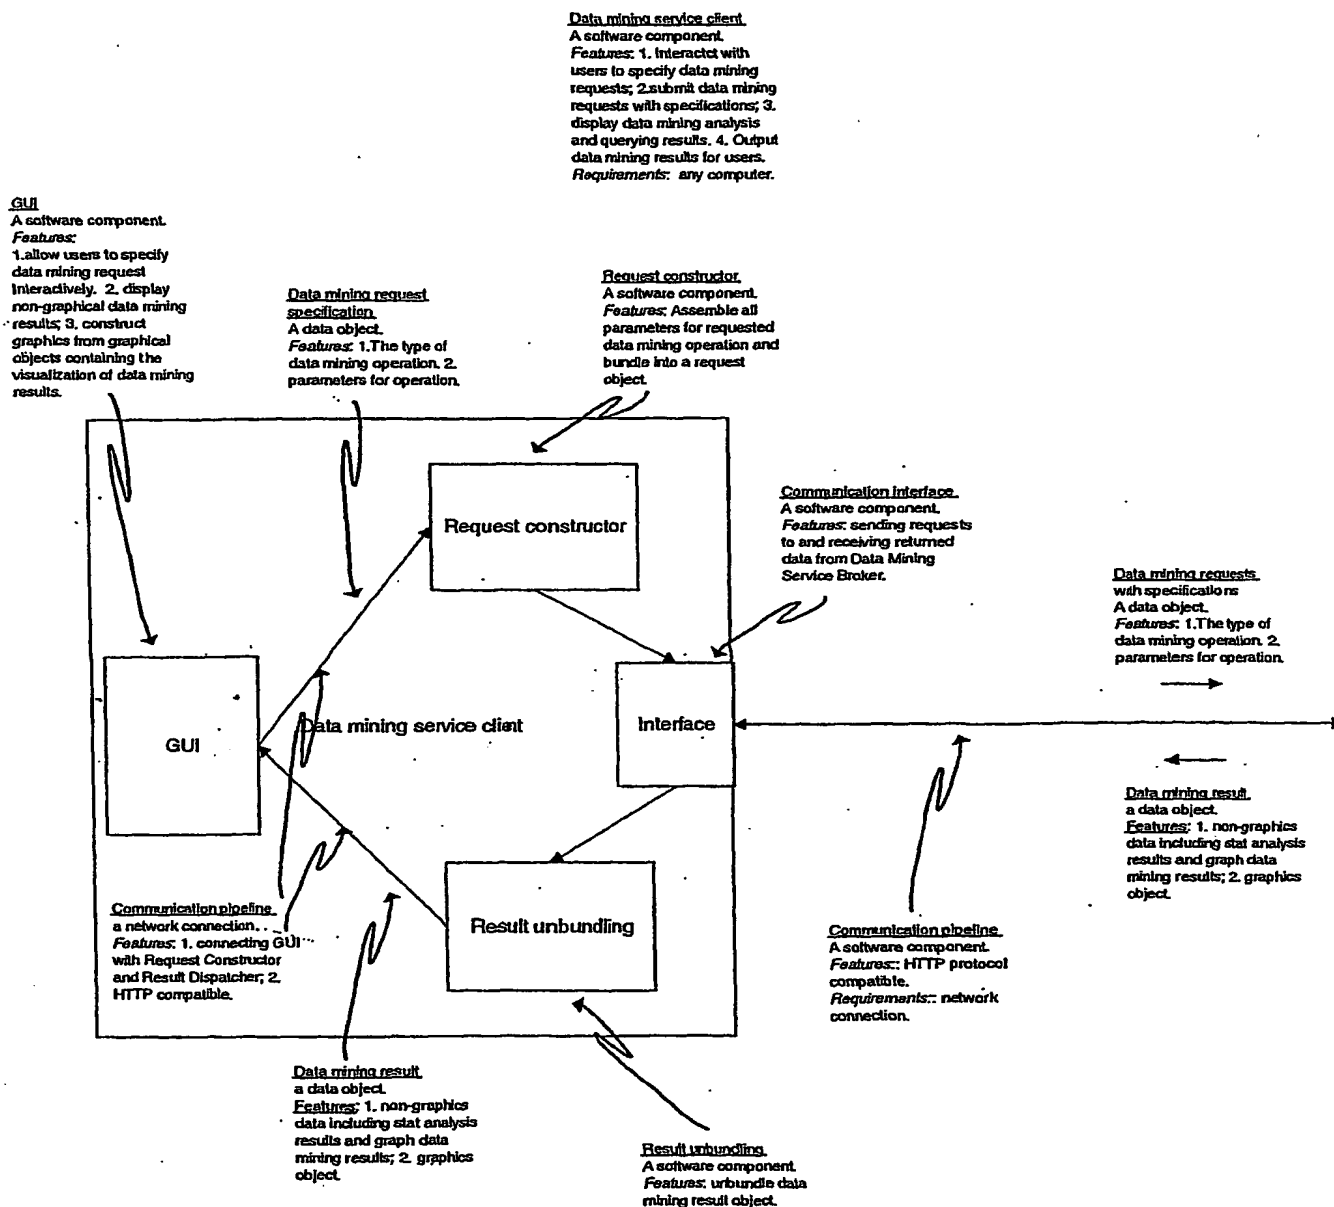 Data mining service client
A software component.
Features: 1. Interactct with
users to specify data mining
requests; 2.submit data mining
requests with specifications; 3.
display data mining analysis
and querying results. 4. Output
data mining results for users.
Requirements: any computer.
GUI
A software component.
Features:
1.allow users to specify
data mining request
Interactively. 2. display
non-graphical data mining
results; 3. construct
graphics from graphical
objects containing the
visualization of data mining
results.
Data mining request
specification
A data object.
Features: 1.The type of
data mining operation. 2.
parameters for operation.
Request constructor
A software component.
Features: Assemble all
parameters for requested
data mining operation and
bundle into a request
object.
Request constructor
Communication interface
A software component.
Features: sending requests
to and receiving returned
data from Data Mining
Service Broker.
Data mining requests
with specifications
A data object.
Features: 1.The type of
data mining operation. 2.
parameters for operation.
GUI
Data mining service client
Interface
Data mining result
a data object.
Features: 1. non-graphics
data including stat analysis
results and graph data
mining results; 2. graphics
object.
Communication pipeline
a network connection.
Features: 1. connecting GUI
with Request Constructor
and Result Dispatcher; 2.
HTTP compatible.
Result unbundling
Communication pipeline
A software component.
Features:: HTTP protocol
compatible.
Requirements:: network
connection.
Data mining result
a data object.
Features: 1. non-graphics
data including stat analysis
results and graph data
mining results; 2. graphics
object.
Result unbundling
A software component.
Features: unbundle data
mining result object.